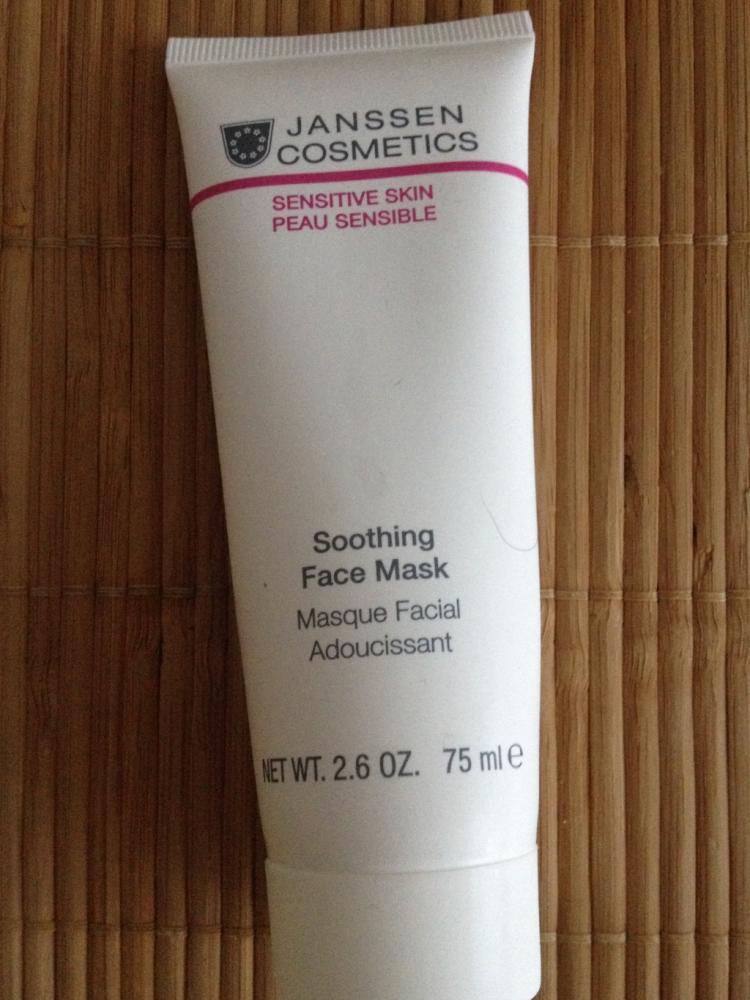 JANSSEN
COSMETICS
SENSITIVE SKIN
PEAU SENSIBLE
Soothing
Face Mask
Masque Facial
Adoucissant
NET WT. 2.6 OZ. 75 ml e